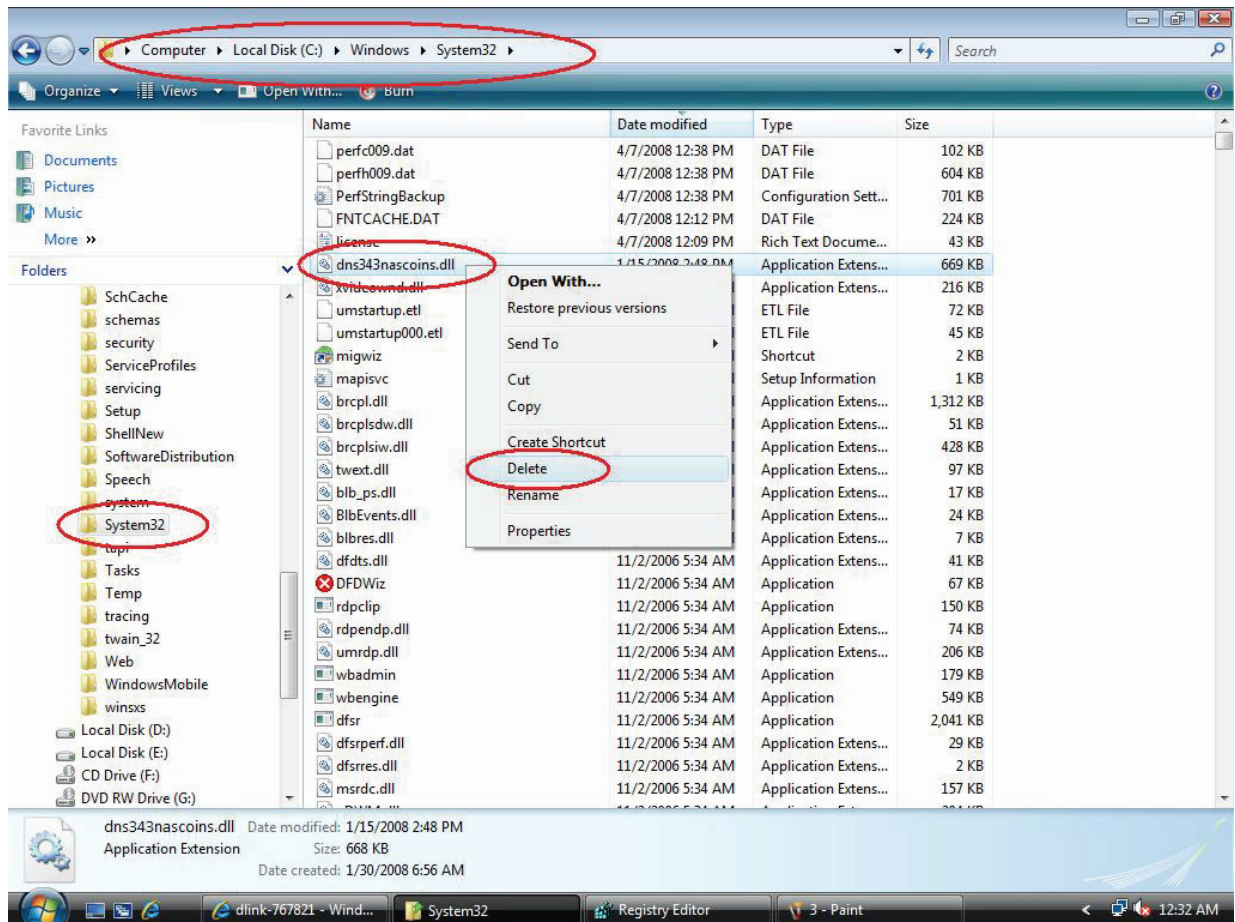 Computer Local Disk (C:) Windows System32
Search
Organize Views Open With... Burn
Favorite Links
Documents
Pictures
Music
More »
Folders
SchCache
schemas
security
ServiceProfiles
servicing
Setup
ShellNew
SoftwareDistribution
Speech
system
System32
tapi
Tasks
Temp
tracing
twain_32
Web
WindowsMobile
winsxs
Local Disk (D:)
Local Disk (E:)
CD Drive (F:)
DVD RW Drive (G:)
Name Date modified Type Size
perfc009.dat 4/7/2008 12:38 PM DAT File 102 KB
perfh009.dat 4/7/2008 12:38 PM DAT File 604 KB
PerfStringBackup 4/7/2008 12:38 PM Configuration Sett... 701 KB
FNTCACHE.DAT 4/7/2008 12:12 PM DAT File 224 KB
license 4/7/2008 12:09 PM Rich Text Docume... 43 KB
dns343nascoins.dll 1/15/2008 2:48 PM Application Extens... 669 KB
xvideownd.dll Application Extens... 216 KB
umstartup.etl ETL File 72 KB
umstartup000.etl ETL File 45 KB
migwiz Shortcut 2 KB
mapisvc Setup Information 1 KB
brcpl.dll Application Extens... 1,312 KB
brcplsdw.dll Application Extens... 51 KB
brcplsiw.dll Application Extens... 428 KB
twext.dll Application Extens... 97 KB
blb_ps.dll Application Extens... 17 KB
BlbEvents.dll Application Extens... 24 KB
blbres.dll Application Extens... 7 KB
dfdts.dll 11/2/2006 5:34 AM Application Extens... 41 KB
DFDWiz 11/2/2006 5:34 AM Application 67 KB
rdpclip 11/2/2006 5:34 AM Application 150 KB
rdpendp.dll 11/2/2006 5:34 AM Application Extens... 74 KB
umrdp.dll 11/2/2006 5:34 AM Application Extens... 206 KB
wbadmin 11/2/2006 5:34 AM Application 179 KB
wbengine 11/2/2006 5:34 AM Application 549 KB
dfsr 11/2/2006 5:34 AM Application 2,041 KB
dfsrperf.dll 11/2/2006 5:34 AM Application Extens... 29 KB
dfsrres.dll 11/2/2006 5:34 AM Application Extens... 2 KB
msrdc.dll 11/2/2006 5:34 AM Application Extens... 157 KB
Open With...
Restore previous versions
Send To
Cut
Copy
Create Shortcut
Delete
Rename
Properties
dns343nascoins.dll Date modified: 1/15/2008 2:48 PM
Application Extension Size: 668 KB
Date created: 1/30/2008 6:56 AM
dlink-767821 - Wind... System32 Registry Editor 3 - Paint 12:32 AM